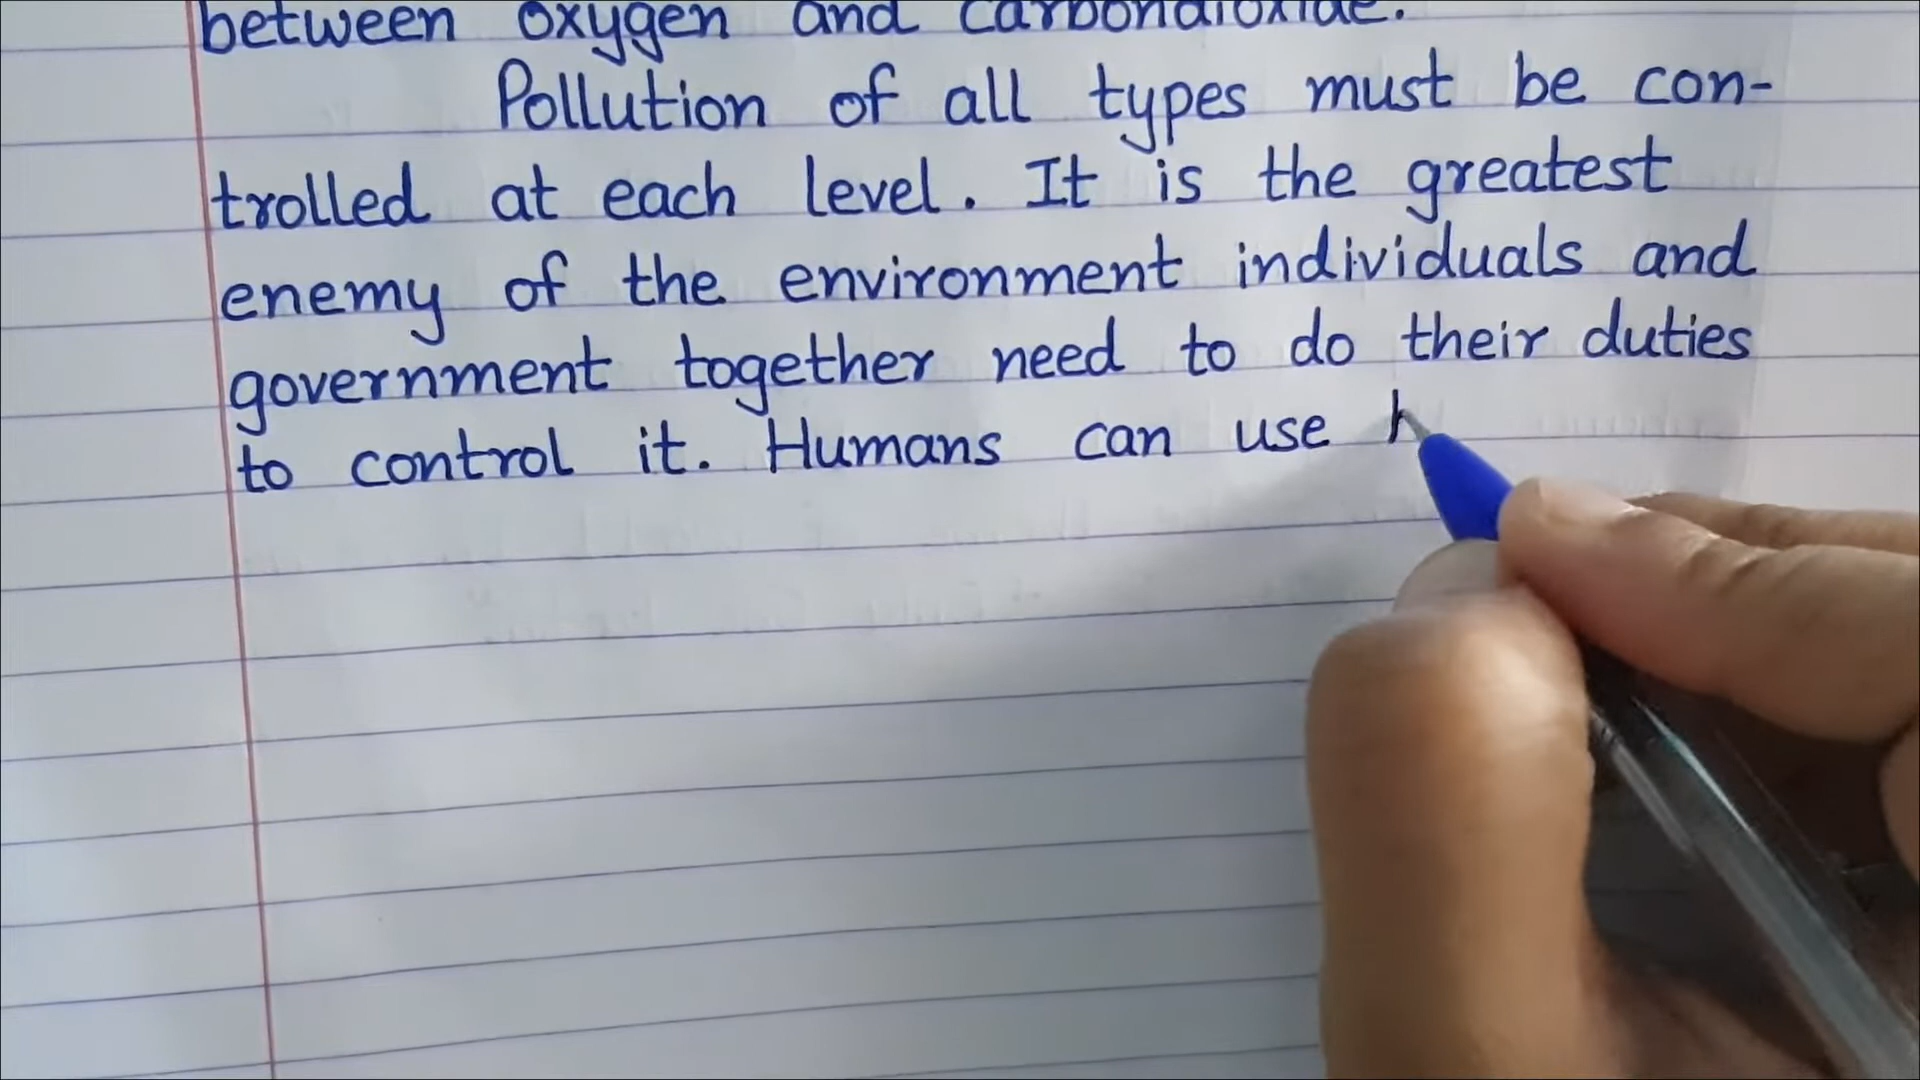 between oxygen and carbondioxide.
Pollution of all types must be con-
trolled at each level. It is the greatest
enemy of the environment individuals and
government together need to do their duties
to control it. Humans can use